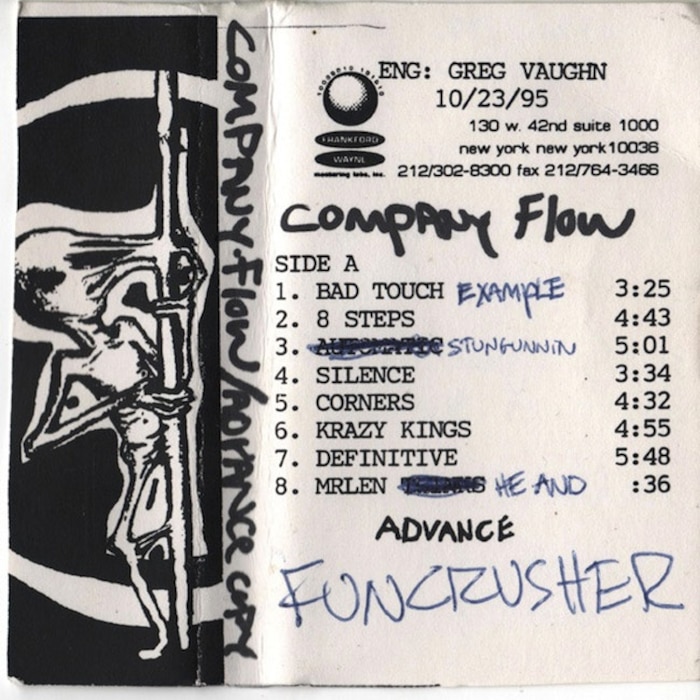 COMPANY FLOW/ADVANCE COPY
1010010 101010
FRANKFORD
WAYNE
mastering labs, inc.
ENG: GREG VAUGHN
10/23/95
130 w. 42nd suite 1000
new york new york 10036
212/302-8300 fax 212/764-3466
COMPANY FLOW
SIDE A
1. BAD TOUCH EXAMPLE 3:25
2. 8 STEPS 4:43
3. AUTOMATIC STUNGUNNIN 5:01
4. SILENCE 3:34
5. CORNERS 4:32
6. KRAZY KINGS 4:55
7. DEFINITIVE 5:48
8. MRLEN HE AND :36
ADVANCE
FUNCRUSHER